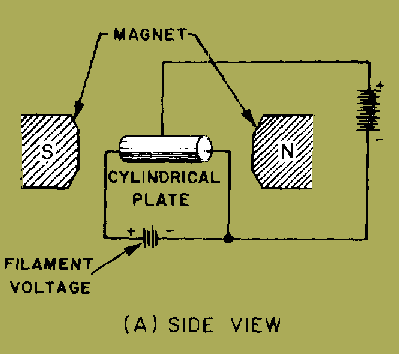 MAGNET
S
N
CYLINDRICAL
PLATE
+
-
+
-
FILAMENT
VOLTAGE
(A) SIDE VIEW